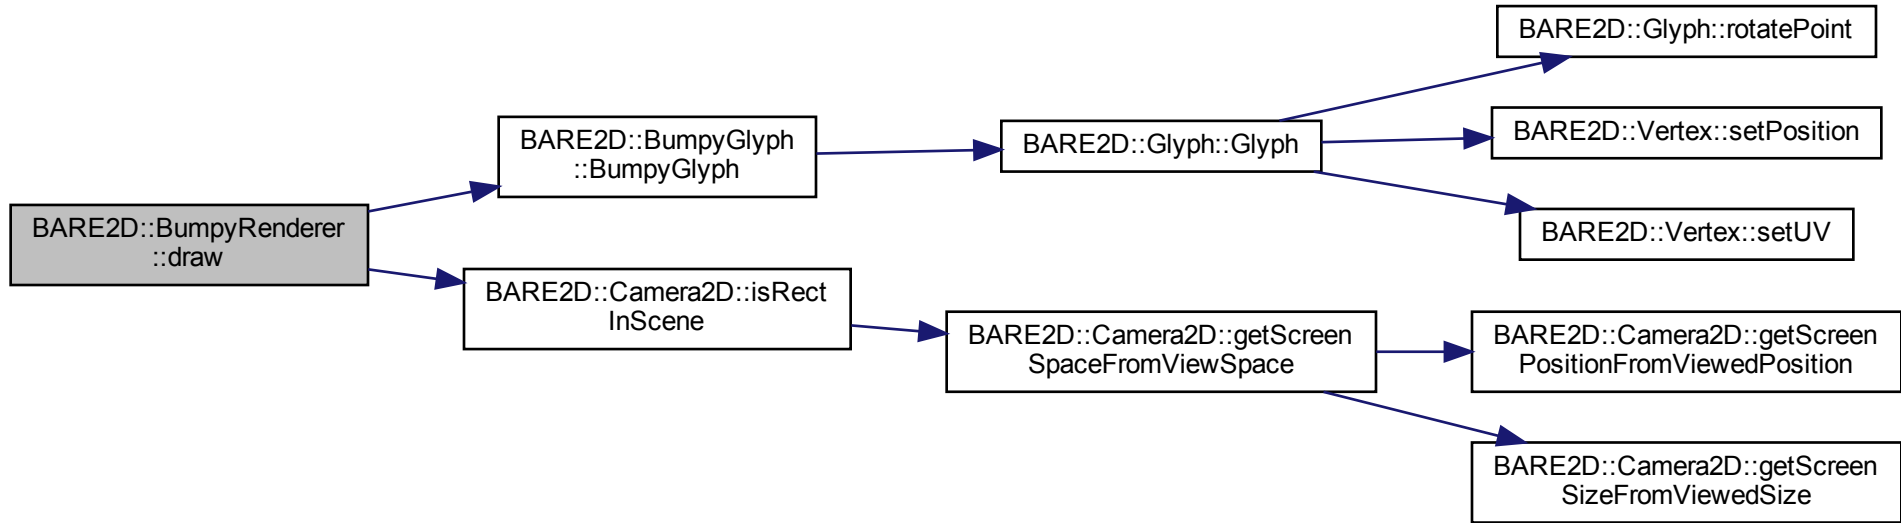 BARE2D::BumpyRenderer
::draw
BARE2D::BumpyGlyph
::BumpyGlyph
BARE2D::Glyph::Glyph
BARE2D::Glyph::rotatePoint
BARE2D::Vertex::setPosition
BARE2D::Vertex::setUV
BARE2D::Camera2D::isRect
InScene
BARE2D::Camera2D::getScreen
SpaceFromViewSpace
BARE2D::Camera2D::getScreen
PositionFromViewedPosition
BARE2D::Camera2D::getScreen
SizeFromViewedSize